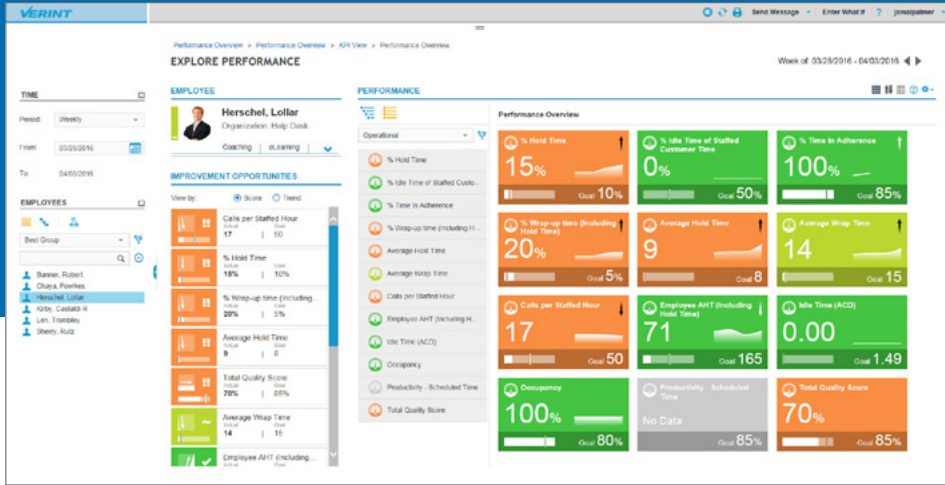 VERINT
Send Message
Enter What If
?
jsmalpalmer
Performance Overview > Performance Overview > KPI View > Performance Overview
EXPLORE PERFORMANCE
Week of: 03/28/2016 - 04/03/2016
TIME
Period: Weekly
From: 03/28/2016
To: 04/03/2016
EMPLOYEES
Best Group
Banner, Robert
Chaya, Fowlkes
Herschel, Lollar
Kirby, Castaldi R
Len, Trombley
Sherry, Rutz
EMPLOYEE
Herschel, Lollar
Organization: Help Desk
Coaching | eLearning |
IMPROVEMENT OPPORTUNITIES
View by: Score Trend
Calls per Staffed Hour
Actual Goal
17 | 50
% Hold Time
Actual Goal
15% | 10%
% Wrap-up time (Including...
Actual Goal
20% | 5%
Average Hold Time
Actual Goal
9 | 8
Total Quality Score
Actual Goal
70% | 85%
Average Wrap Time
Actual Goal
14 | 15
Employee AHT (Including...
Actual Goal
PERFORMANCE
Operational
% Hold Time
% Idle Time of Staffed Custo...
% Time in Adherence
% Wrap-up time (Including H...
Average Hold Time
Average Wrap Time
Calls per Staffed Hour
Employee AHT (Including H...
Idle Time (ACD)
Occupancy
Productivity - Scheduled Time
Total Quality Score
Performance Overview
% Hold Time
15%
Goal 10%
% Idle Time of Staffed Customer Time
0%
Goal 50%
% Time in Adherence
100%
Goal 85%
% Wrap-up time (Including Hold Time)
20%
Goal 5%
Average Hold Time
9
Goal 8
Average Wrap Time
14
Goal 15
Calls per Staffed Hour
17
Goal 50
Employee AHT (Including Hold Time)
71
Goal 165
Idle Time (ACD)
0.00
Goal 1.49
Occupancy
100%
Goal 80%
Productivity - Scheduled Time
No Data
Goal 85%
Total Quality Score
70%
Goal 85%